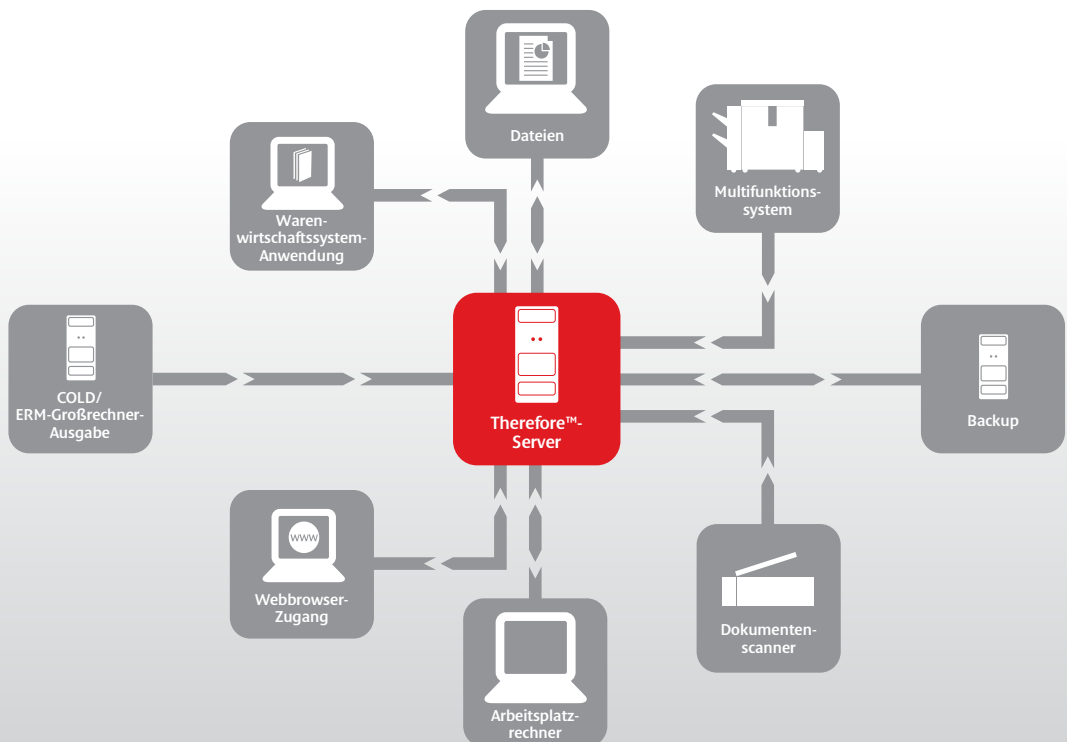 Dateien
Multifunktions-
system
Waren-
wirtschaftssystem-
Anwendung
COLD/
ERM-Großrechner-
Ausgabe
Therefore™-
Server
Backup
www
Webbrowser-
Zugang
Dokumenten-
scanner
Arbeitsplatz-
rechner